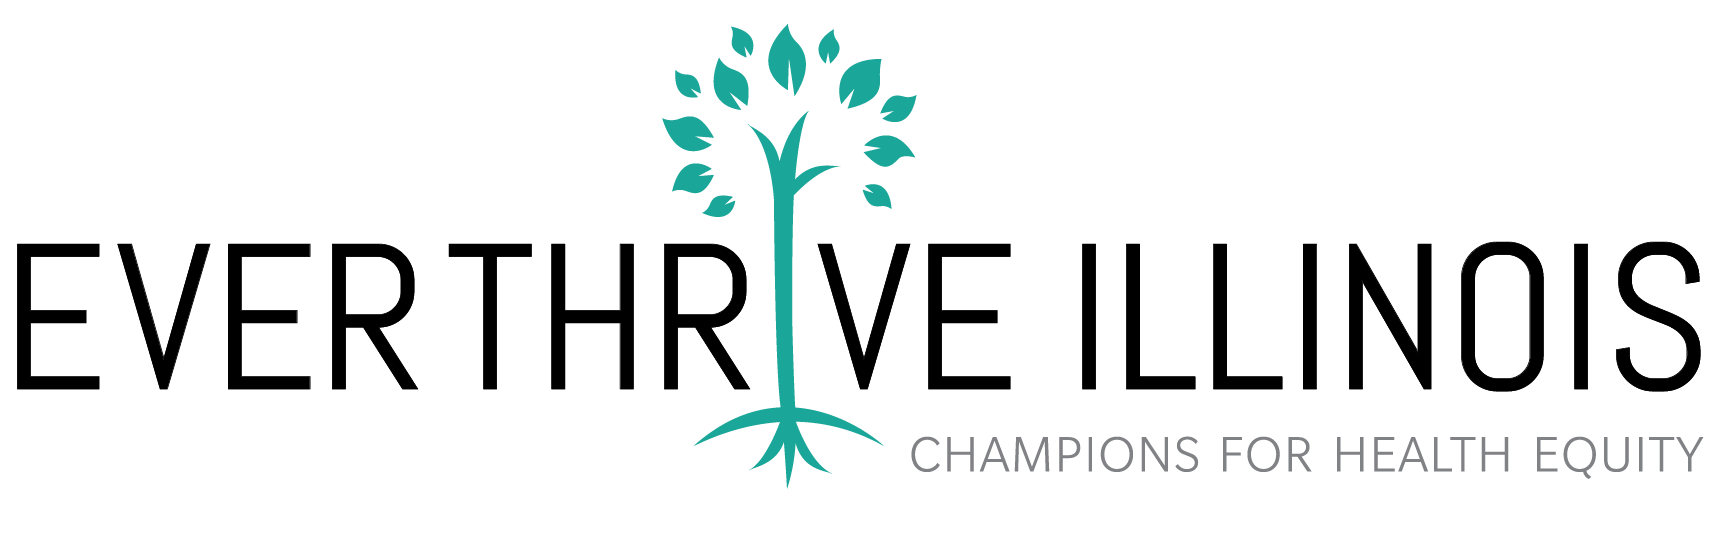 EVERTHRIVE ILLINOIS
CHAMPIONS FOR HEALTH EQUITY